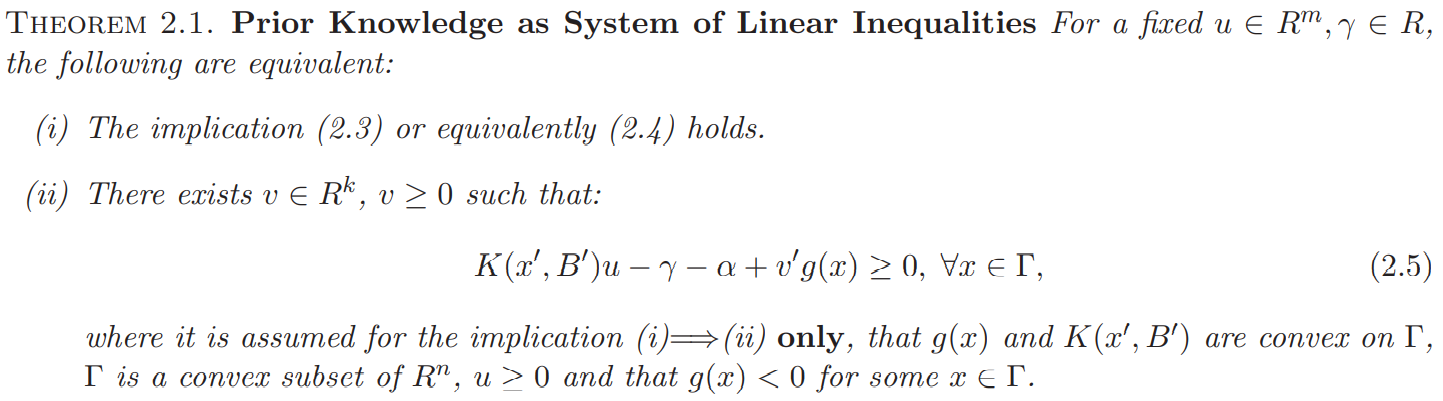 THEOREM 2.1. Prior Knowledge as System of Linear Inequalities For a fixed u ∈ Rᵐ, γ ∈ R,
the following are equivalent:
(i) The implication (2.3) or equivalently (2.4) holds.
(ii) There exists v ∈ Rᵏ, v ≥ 0 such that:
K(x′, B′)u − γ − α + v′g(x) ≥ 0, ∀x ∈ Γ, (2.5)
where it is assumed for the implication (i)⟹(ii) only, that g(x) and K(x′, B′) are convex on Γ,
Γ is a convex subset of Rⁿ, u ≥ 0 and that g(x) < 0 for some x ∈ Γ.